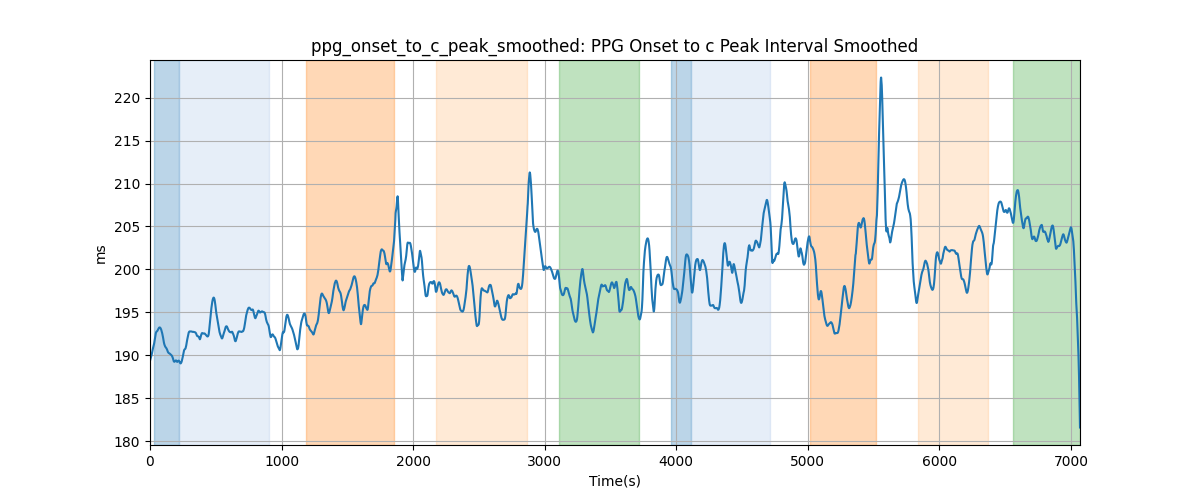 ppg_onset_to_c_peak_smoothed: PPG Onset to c Peak Interval Smoothed
220
215
210
205
200
195
190
185
180
ms
0 1000 2000 3000 4000 5000 6000 7000
Time(s)